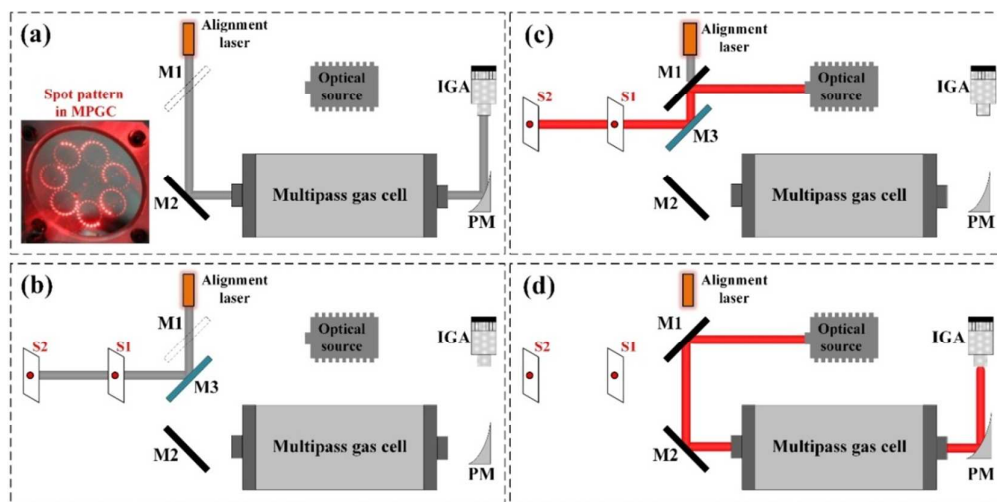 (a)
Alignment
laser
M1
Optical
source
IGA
Spot pattern
in MPGC
M2
Multipass gas cell
PM
(c)
Alignment
laser
M1
Optical
source
IGA
S2
S1
M3
M2
Multipass gas cell
PM
(b)
Alignment
laser
M1
Optical
source
IGA
S2
S1
M3
M2
Multipass gas cell
PM
(d)
Alignment
laser
M1
Optical
source
IGA
S2
S1
M2
Multipass gas cell
PM